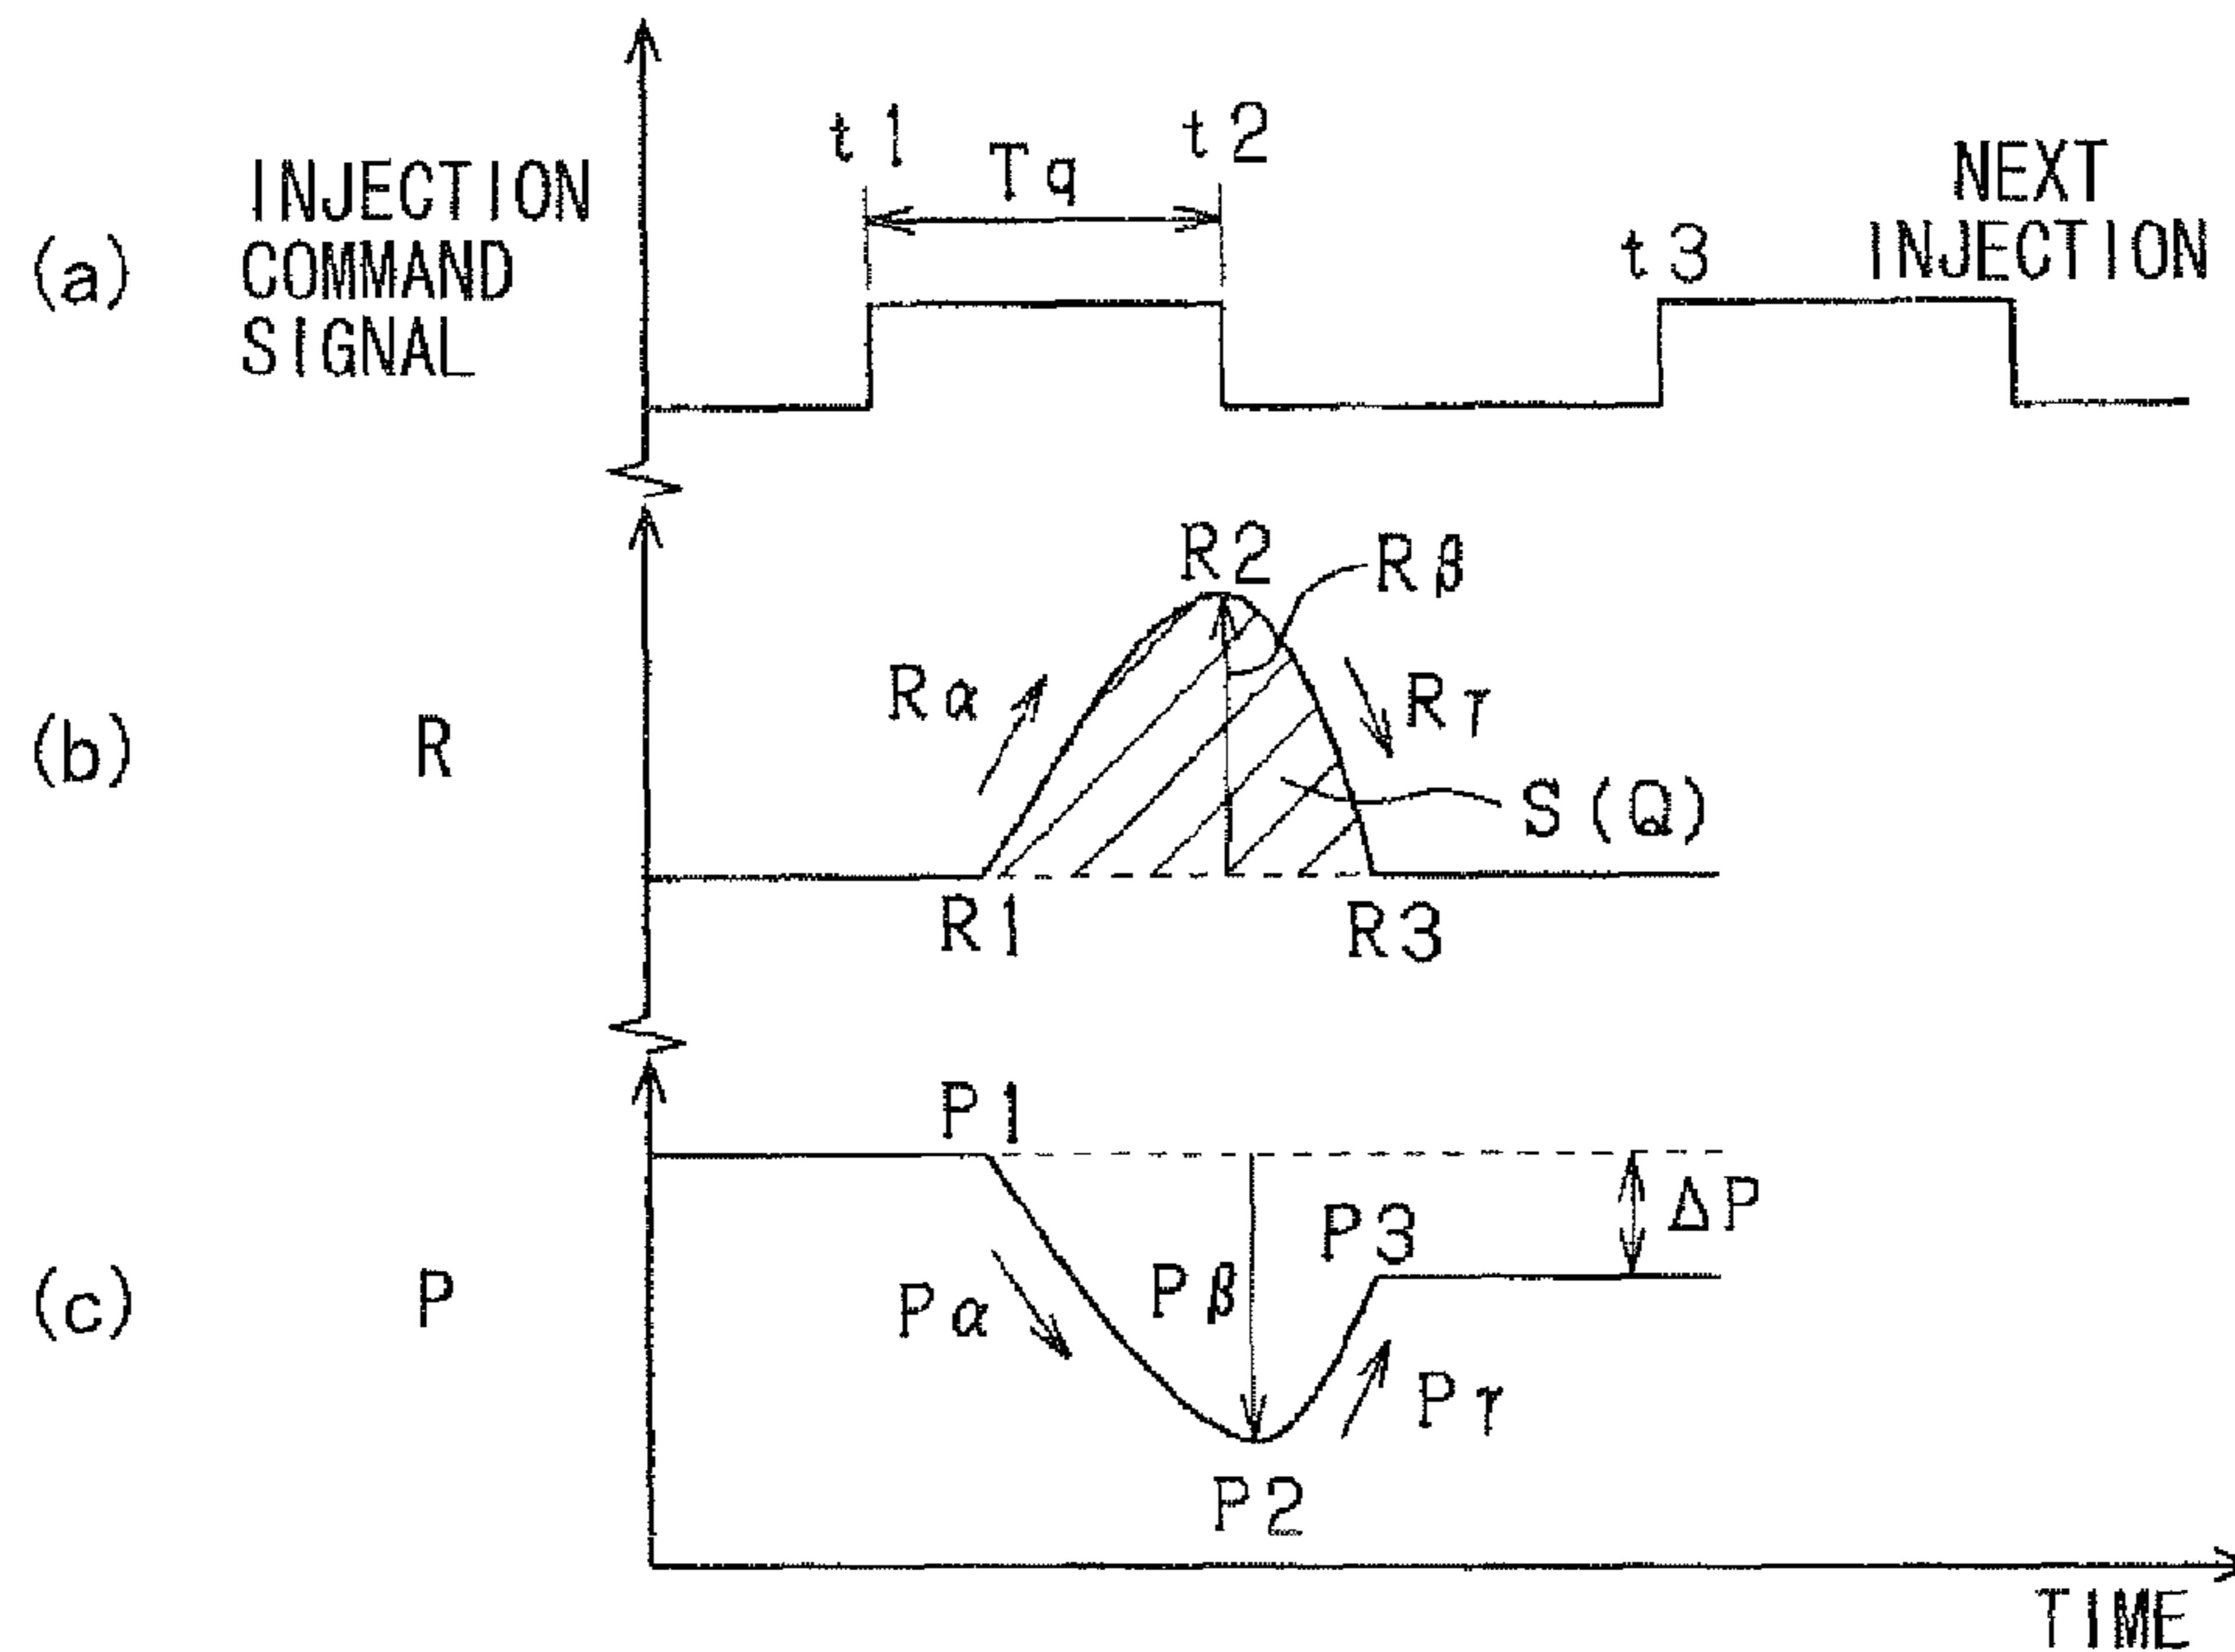 (a)
INJECTION
COMMAND
SIGNAL
t1
Tq
t2
t3
NEXT
INJECTION
(b)
R
R2
Rβ
Rα
Rγ
S(Q)
R1
R3
(c)
P
P1
P3
ΔP
Pα
Pβ
Pγ
P2
TIME